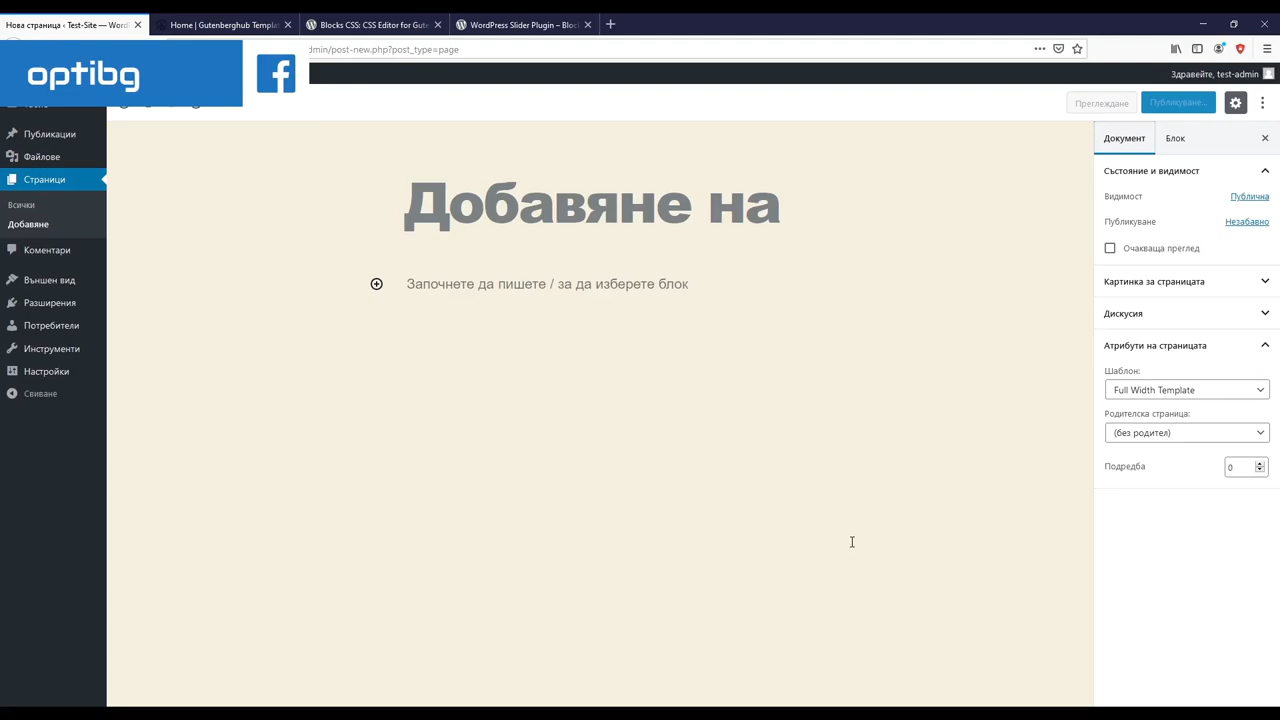 Нова страница ‹ Test-Site — WordP
Home | Gutenberghub Templat
Blocks CSS: CSS Editor for Gute
WordPress Slider Plugin – Block
dmin/post-new.php?post_type=page
optibg
Здравейте, test-admin
Преглеждане
Публикуване...
Публикации
Файлове
Страници
Всички
Добавяне
Коментари
Външен вид
Разширения
Потребители
Инструменти
Настройки
Свиване
Добавяне на
Започнете да пишете / за да изберете блок
Документ
Блок
Състояние и видимост
Видимост
Публична
Публикуване
Незабавно
Очакваща преглед
Картинка за страницата
Дискусия
Атрибути на страницата
Шаблон:
Full Width Template
Родителска страница:
(без родител)
Подредба
0